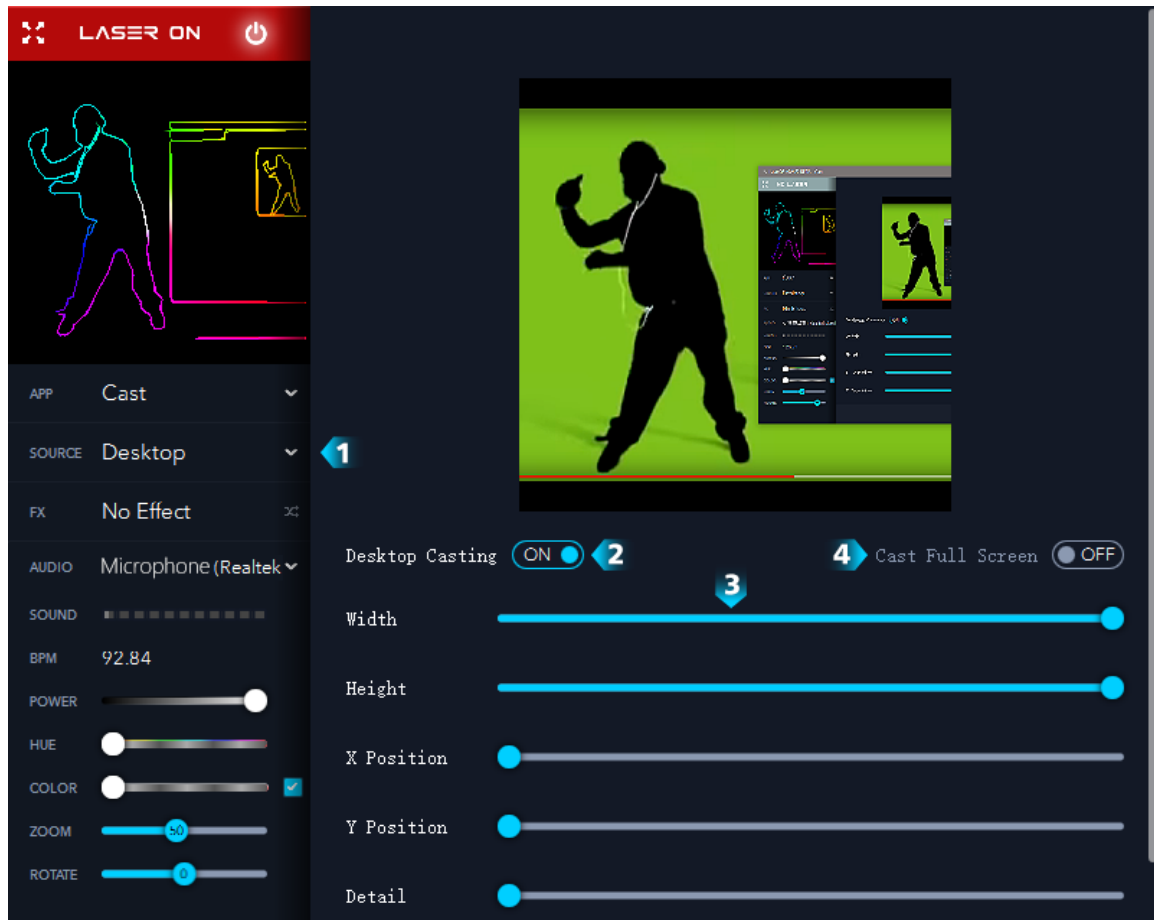 LASER ON
APP Cast
SOURCE Desktop
1
FX No Effect
AUDIO Microphone (Realtek
SOUND
BPM 92.84
POWER
HUE
COLOR
ZOOM 50
ROTATE 0
Desktop Casting ON 2
4 Cast Full Screen OFF
3
Width
Height
X Position
Y Position
Detail